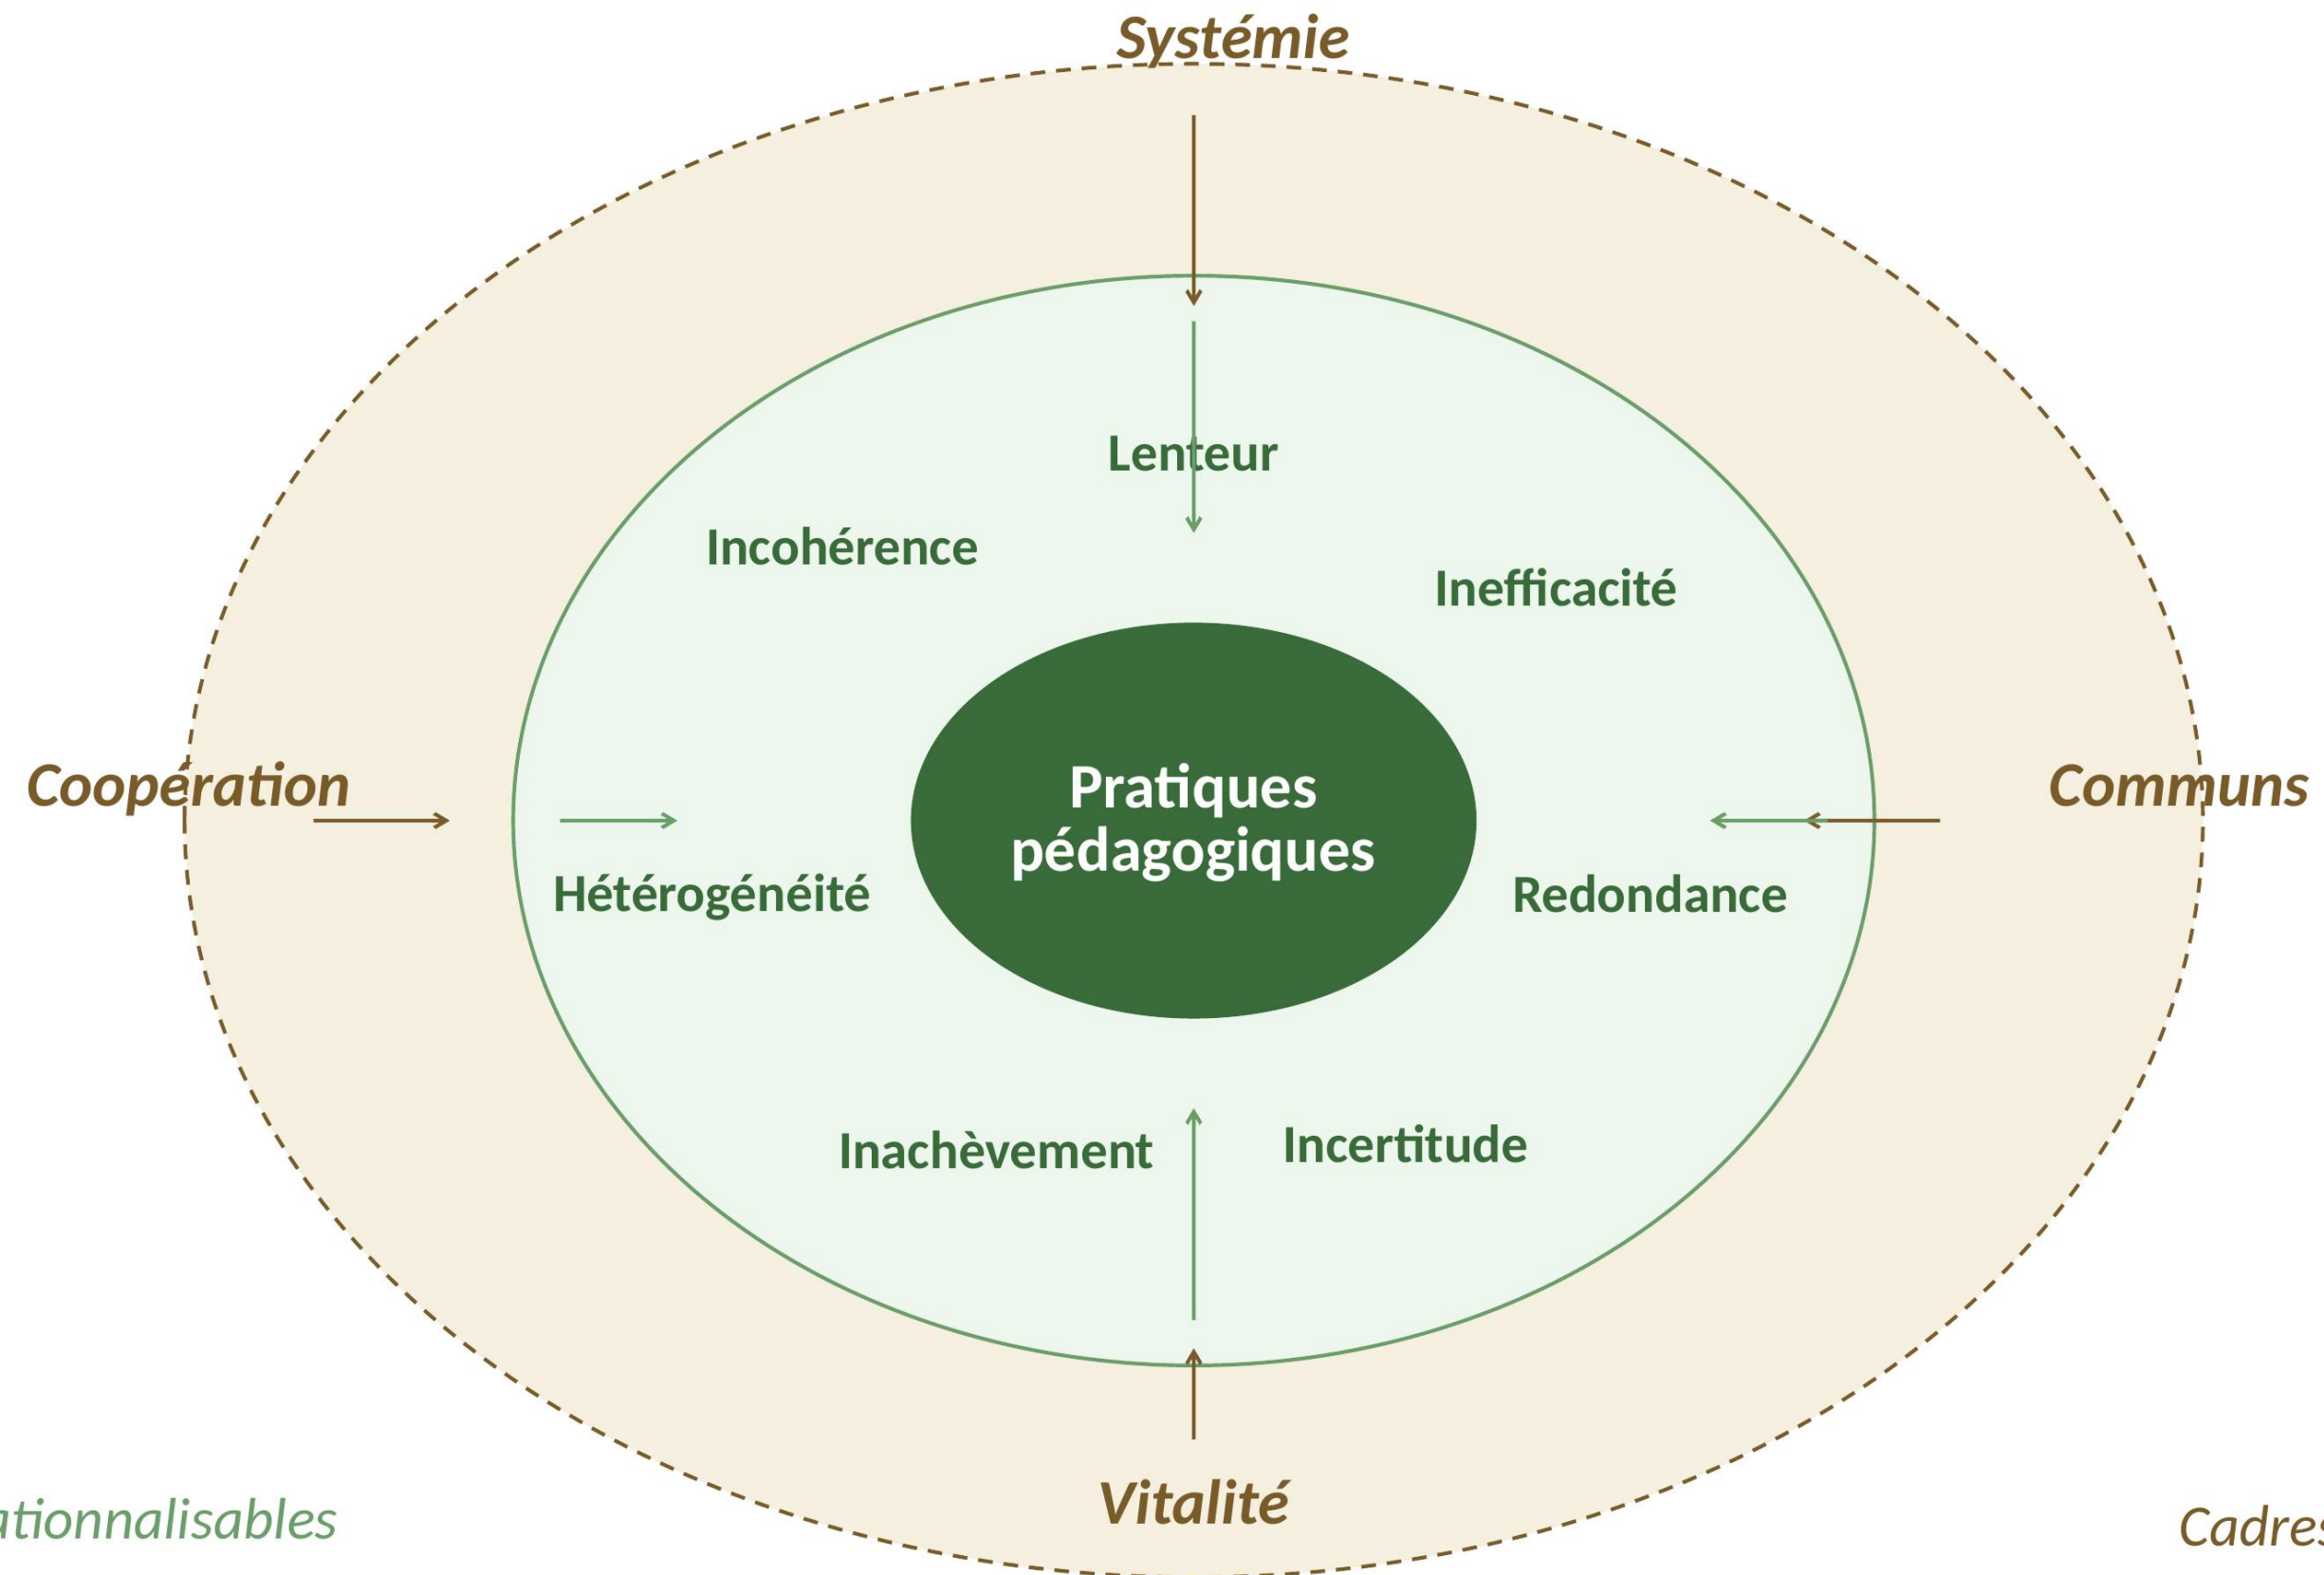 Systémie
Lenteur
Incohérence
Inefficacité
Coopération
Pratiques
pédagogiques
Communs
Hétérogénéité
Redondance
Inachèvement
Incertitude
Vitalité
ationnalisables
Cadres